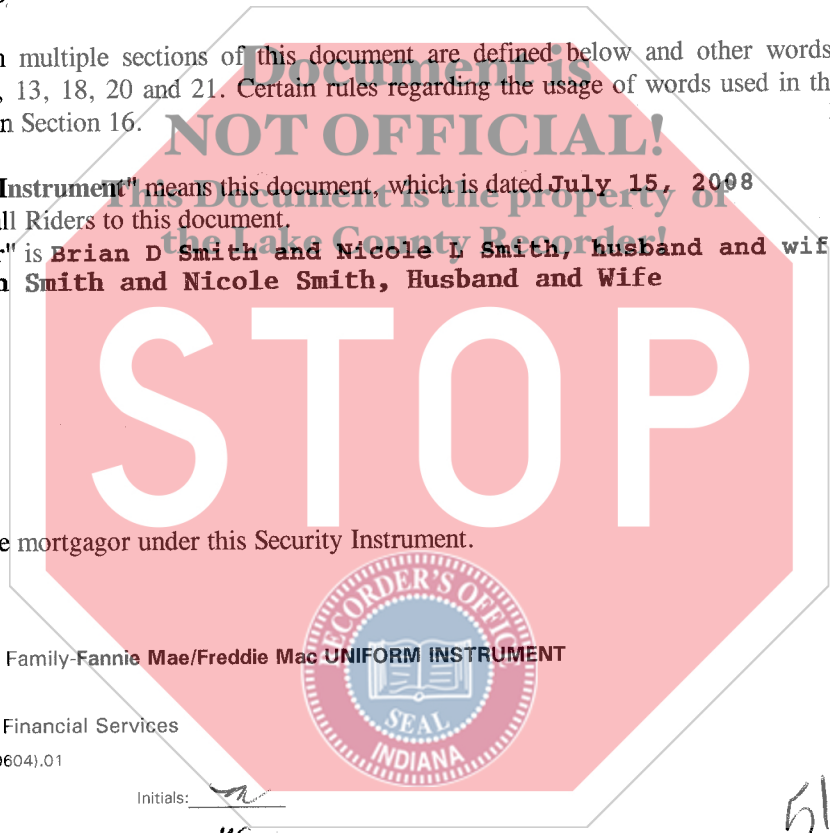 multiple sections of this document are defined below and other words
, 13, 18, 20 and 21. Certain rules regarding the usage of words used in th
n Section 16.
Document is
NOT OFFICIAL!
This Document is the property of
the Lake County Recorder!
Instrument" means this document, which is dated July 15, 2008
ll Riders to this document.
r" is Brian D Smith and Nicole L Smith, husband and wif
n Smith and Nicole Smith, Husband and Wife
STOP
e mortgagor under this Security Instrument.
RECORDER'S OFFICE
SEAL
INDIANA
Family-Fannie Mae/Freddie Mac UNIFORM INSTRUMENT
Financial Services
0604).01
Initials: